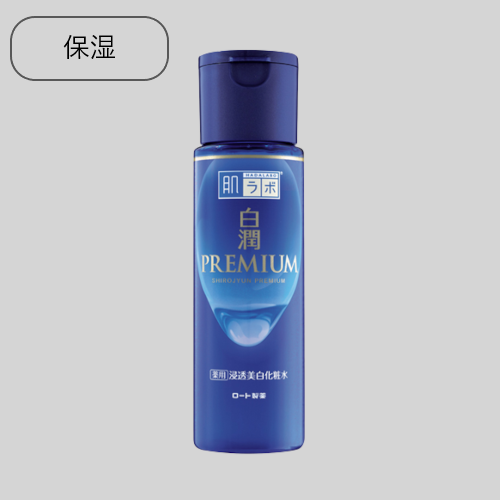 保湿
HADALABO
肌ラボ®
白
潤
PREMIUM
SHIROJYUN PREMIUM
薬用 浸透美白化粧水
ロート製薬